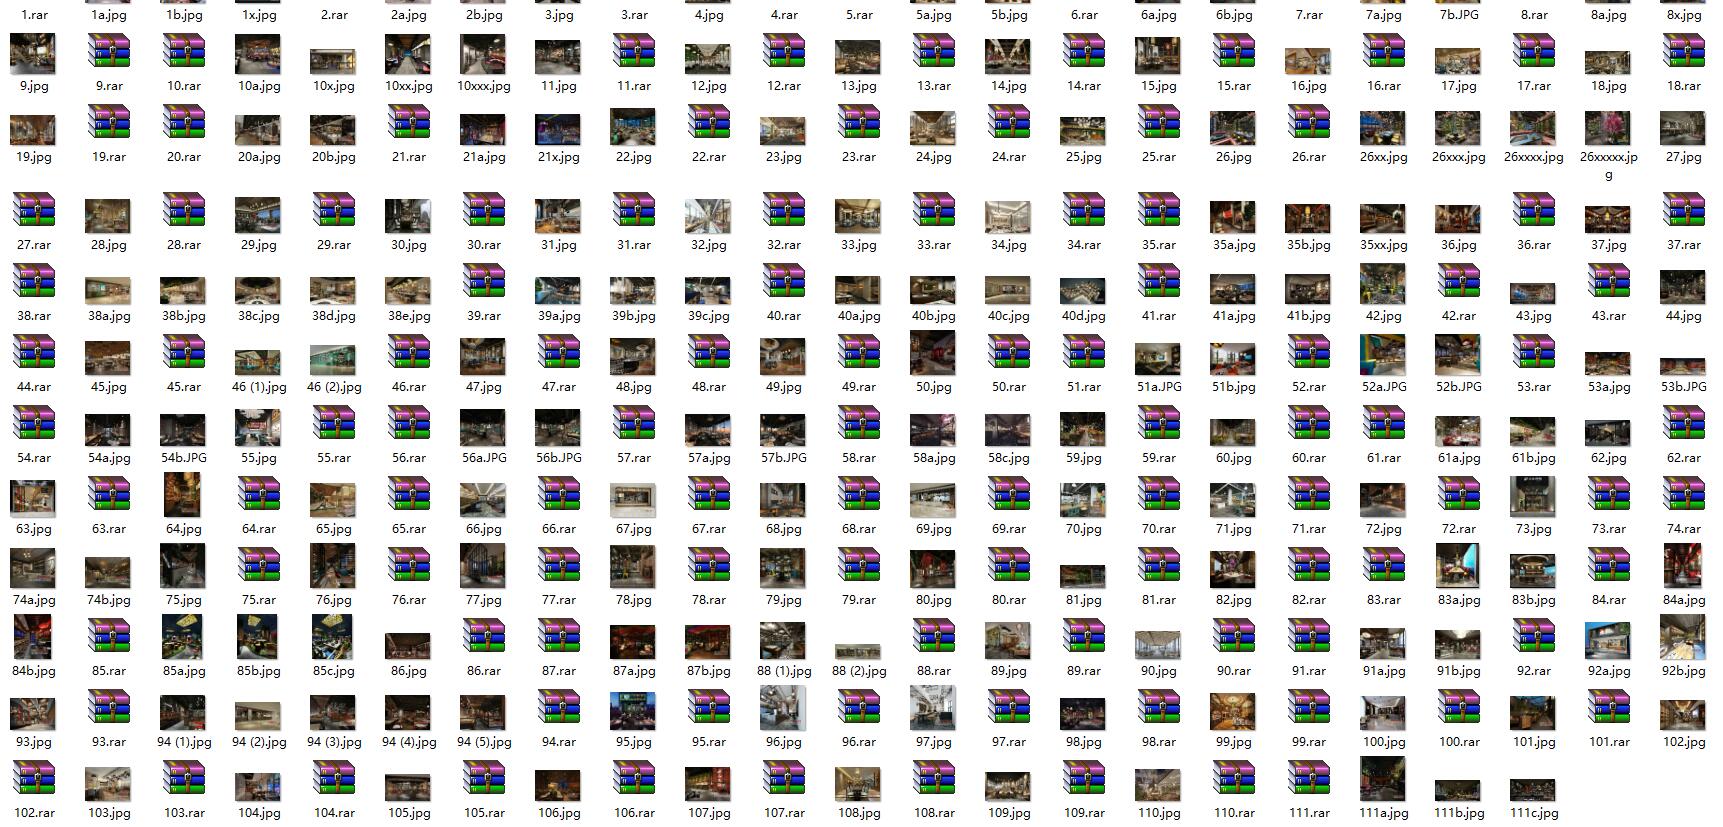 1.rar 1a.jpg 1b.jpg 1x.jpg 2.rar 2a.jpg 2b.jpg 3.jpg 3.rar 4.jpg 4.rar 5.rar 5a.jpg 5b.jpg 6.rar 6a.jpg 6b.jpg 7.rar 7a.jpg 7b.JPG 8.rar 8a.jpg 8x.jpg
9.jpg 9.rar 10.rar 10a.jpg 10x.jpg 10xx.jpg 10xxx.jpg 11.jpg 11.rar 12.jpg 12.rar 13.jpg 13.rar 14.jpg 14.rar 15.jpg 15.rar 16.jpg 16.rar 17.jpg 17.rar 18.jpg 18.rar
19.jpg 19.rar 20.rar 20a.jpg 20b.jpg 21.rar 21a.jpg 21x.jpg 22.jpg 22.rar 23.jpg 23.rar 24.jpg 24.rar 25.jpg 25.rar 26.jpg 26.rar 26xx.jpg 26xxx.jpg 26xxxx.jpg 26xxxxx.jp 27.jpg
g
27.rar 28.jpg 28.rar 29.jpg 29.rar 30.jpg 30.rar 31.jpg 31.rar 32.jpg 32.rar 33.jpg 33.rar 34.jpg 34.rar 35.rar 35a.jpg 35b.jpg 35xx.jpg 36.jpg 36.rar 37.jpg 37.rar
38.rar 38a.jpg 38b.jpg 38c.jpg 38d.jpg 38e.jpg 39.rar 39a.jpg 39b.jpg 39c.jpg 40.rar 40a.jpg 40b.jpg 40c.jpg 40d.jpg 41.rar 41a.jpg 41b.jpg 42.jpg 42.rar 43.jpg 43.rar 44.jpg
44.rar 45.jpg 45.rar 46 (1).jpg 46 (2).jpg 46.rar 47.jpg 47.rar 48.jpg 48.rar 49.jpg 49.rar 50.jpg 50.rar 51.rar 51a.JPG 51b.jpg 52.rar 52a.JPG 52b.JPG 53.rar 53a.jpg 53b.JPG
54.rar 54a.jpg 54b.JPG 55.jpg 55.rar 56.rar 56a.JPG 56b.JPG 57.rar 57a.jpg 57b.JPG 58.rar 58a.jpg 58c.jpg 59.jpg 59.rar 60.jpg 60.rar 61.rar 61a.jpg 61b.jpg 62.jpg 62.rar
63.jpg 63.rar 64.jpg 64.rar 65.jpg 65.rar 66.jpg 66.rar 67.jpg 67.rar 68.jpg 68.rar 69.jpg 69.rar 70.jpg 70.rar 71.jpg 71.rar 72.jpg 72.rar 73.jpg 73.rar 74.rar
74a.jpg 74b.jpg 75.jpg 75.rar 76.jpg 76.rar 77.jpg 77.rar 78.jpg 78.rar 79.jpg 79.rar 80.jpg 80.rar 81.jpg 81.rar 82.jpg 82.rar 83.rar 83a.jpg 83b.jpg 84.rar 84a.jpg
84b.jpg 85.rar 85a.jpg 85b.jpg 85c.jpg 86.jpg 86.rar 87.rar 87a.jpg 87b.jpg 88 (1).jpg 88 (2).jpg 88.rar 89.jpg 89.rar 90.jpg 90.rar 91.rar 91a.jpg 91b.jpg 92.rar 92a.jpg 92b.jpg
93.jpg 93.rar 94 (1).jpg 94 (2).jpg 94 (3).jpg 94 (4).jpg 94 (5).jpg 94.rar 95.jpg 95.rar 96.jpg 96.rar 97.jpg 97.rar 98.jpg 98.rar 99.jpg 99.rar 100.jpg 100.rar 101.jpg 101.rar 102.jpg
102.rar 103.jpg 103.rar 104.jpg 104.rar 105.jpg 105.rar 106.jpg 106.rar 107.jpg 107.rar 108.jpg 108.rar 109.jpg 109.rar 110.jpg 110.rar 111.rar 111a.jpg 111b.jpg 111c.jpg